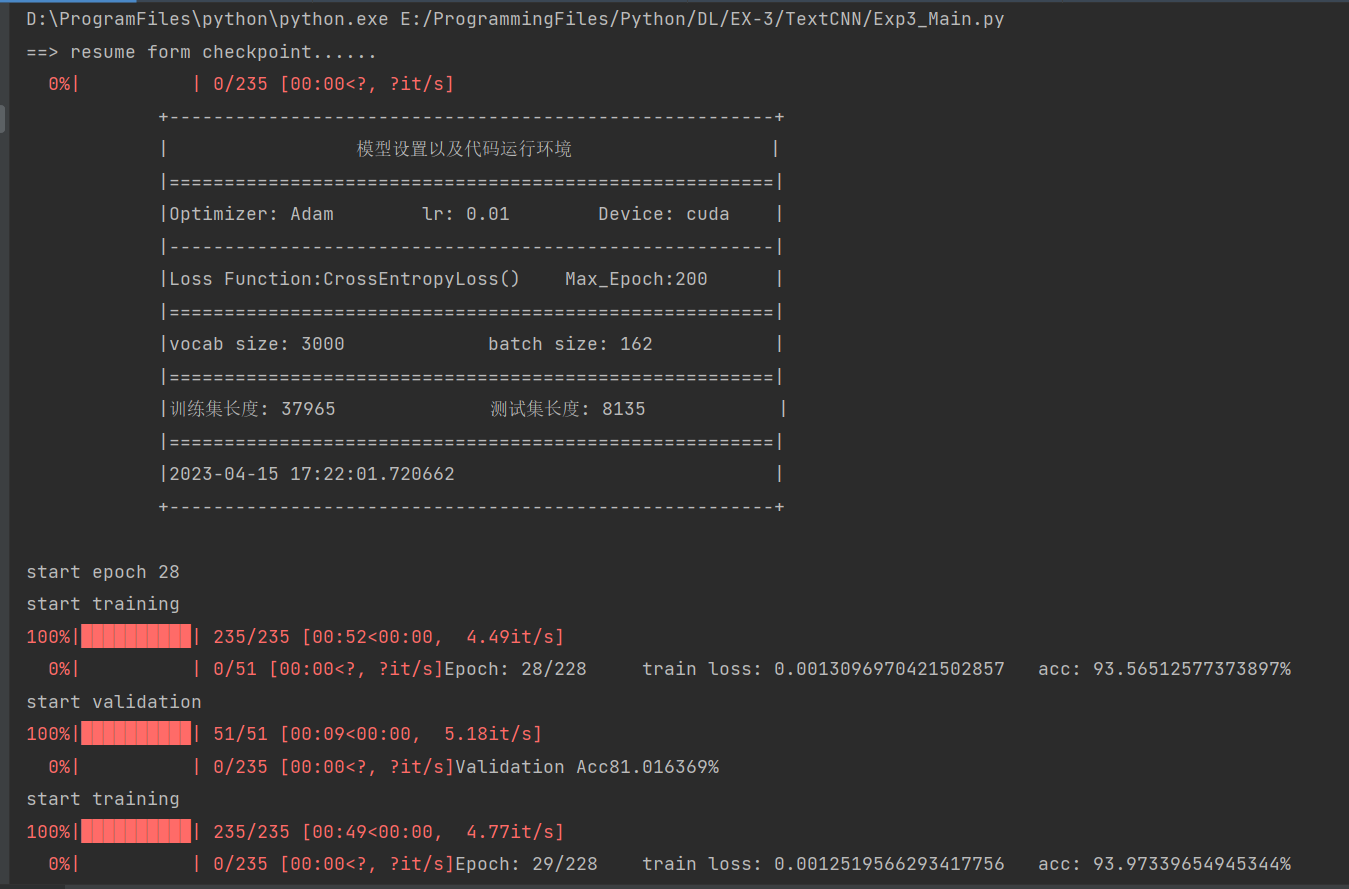 D:\ProgramFiles\python\python.exe E:/ProgrammingFiles/Python/DL/EX-3/TextCNN/Exp3_Main.py
==> resume form checkpoint......
  0%|          | 0/235 [00:00<?, ?it/s]
            +-------------------------------------------------------+
            |                 模型设置以及代码运行环境                  |
            |=======================================================|
            |Optimizer: Adam        lr: 0.01        Device: cuda    |
            |-------------------------------------------------------|
            |Loss Function:CrossEntropyLoss()    Max_Epoch:200      |
            |=======================================================|
            |vocab size: 3000             batch size: 162           |
            |=======================================================|
            |训练集长度: 37965              测试集长度: 8135            |
            |=======================================================|
            |2023-04-15 17:22:01.720662                             |
            +-------------------------------------------------------+
start epoch 28
start training
100%|██████████| 235/235 [00:52<00:00,  4.49it/s]
  0%|          | 0/51 [00:00<?, ?it/s]Epoch: 28/228     train loss: 0.0013096970421502857   acc: 93.56512577373897%
start validation
100%|██████████| 51/51 [00:09<00:00,  5.18it/s]
  0%|          | 0/235 [00:00<?, ?it/s]Validation Acc81.016369%
start training
100%|██████████| 235/235 [00:49<00:00,  4.77it/s]
  0%|          | 0/235 [00:00<?, ?it/s]Epoch: 29/228    train loss: 0.0012519566293417756   acc: 93.97339654945344%